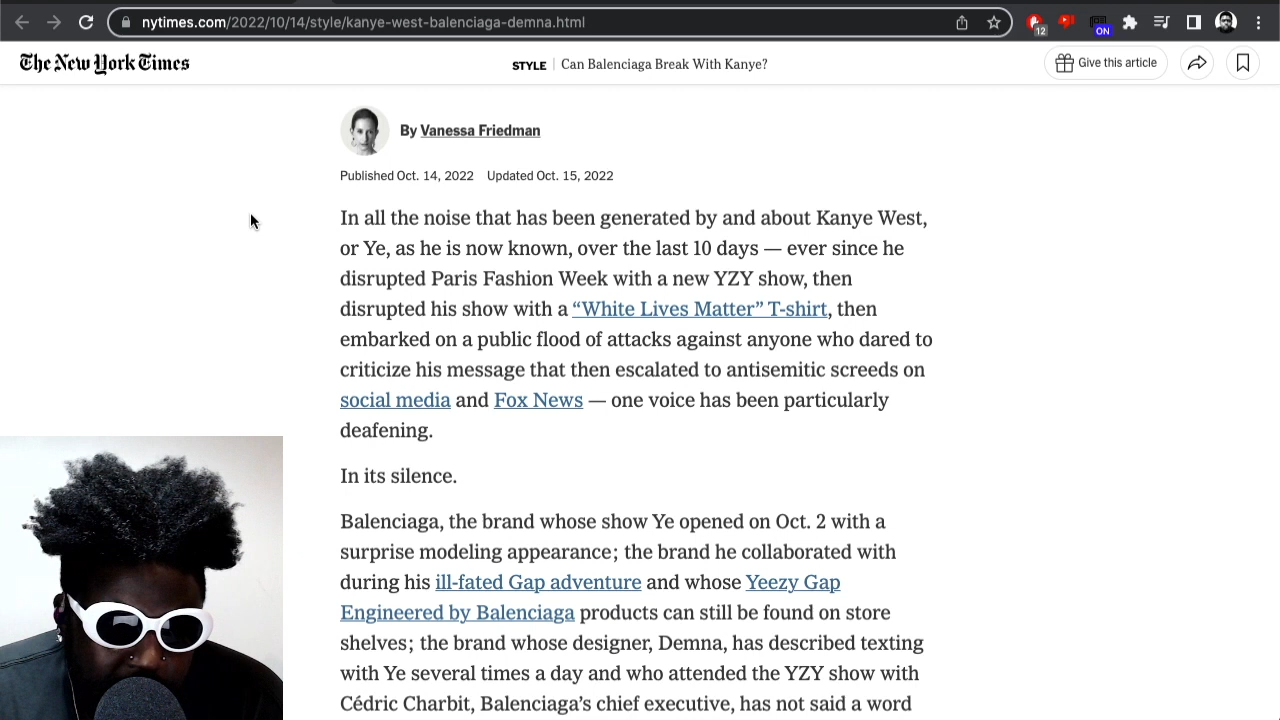 nytimes.com/2022/10/14/style/kanye-west-balenciaga-demna.html
12
ON
The New York Times
STYLE | Can Balenciaga Break With Kanye?
Give this article
By Vanessa Friedman
Published Oct. 14, 2022 Updated Oct. 15, 2022
In all the noise that has been generated by and about Kanye West,
or Ye, as he is now known, over the last 10 days — ever since he
disrupted Paris Fashion Week with a new YZY show, then
disrupted his show with a “White Lives Matter” T-shirt, then
embarked on a public flood of attacks against anyone who dared to
criticize his message that then escalated to antisemitic screeds on
social media and Fox News — one voice has been particularly
deafening.
In its silence.
Balenciaga, the brand whose show Ye opened on Oct. 2 with a
surprise modeling appearance; the brand he collaborated with
during his ill-fated Gap adventure and whose Yeezy Gap
Engineered by Balenciaga products can still be found on store
shelves; the brand whose designer, Demna, has described texting
with Ye several times a day and who attended the YZY show with
Cédric Charbit, Balenciaga’s chief executive, has not said a word